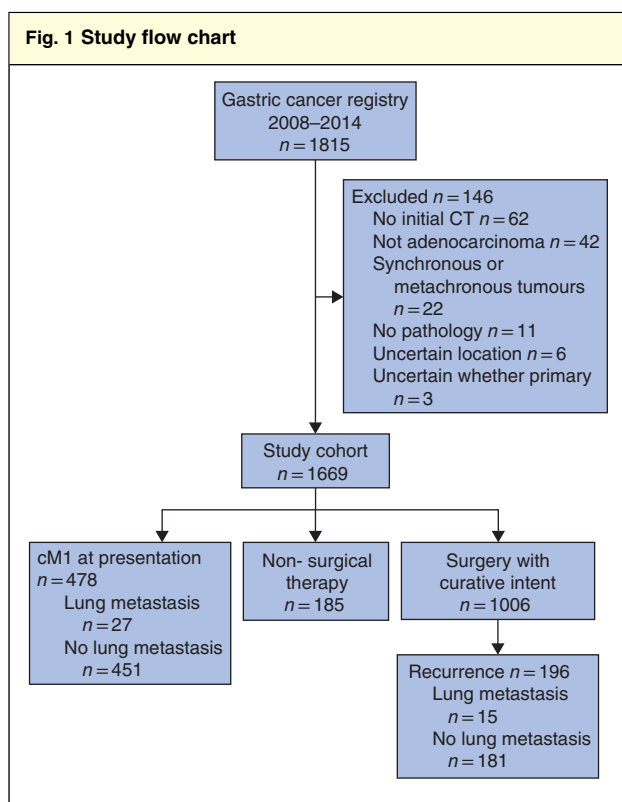 Fig. 1 Study flow chart
Gastric cancer registry
2008–2014
n = 1815
Excluded n = 146
No initial CT n = 62
Not adenocarcinoma n = 42
Synchronous or
metachronous tumours
n = 22
No pathology n = 11
Uncertain location n = 6
Uncertain whether primary
n = 3
Study cohort
n = 1669
cM1 at presentation
n = 478
Lung metastasis
n = 27
No lung metastasis
n = 451
Non- surgical
therapy
n = 185
Surgery with
curative intent
n = 1006
Recurrence n = 196
Lung metastasis
n = 15
No lung metastasis
n = 181